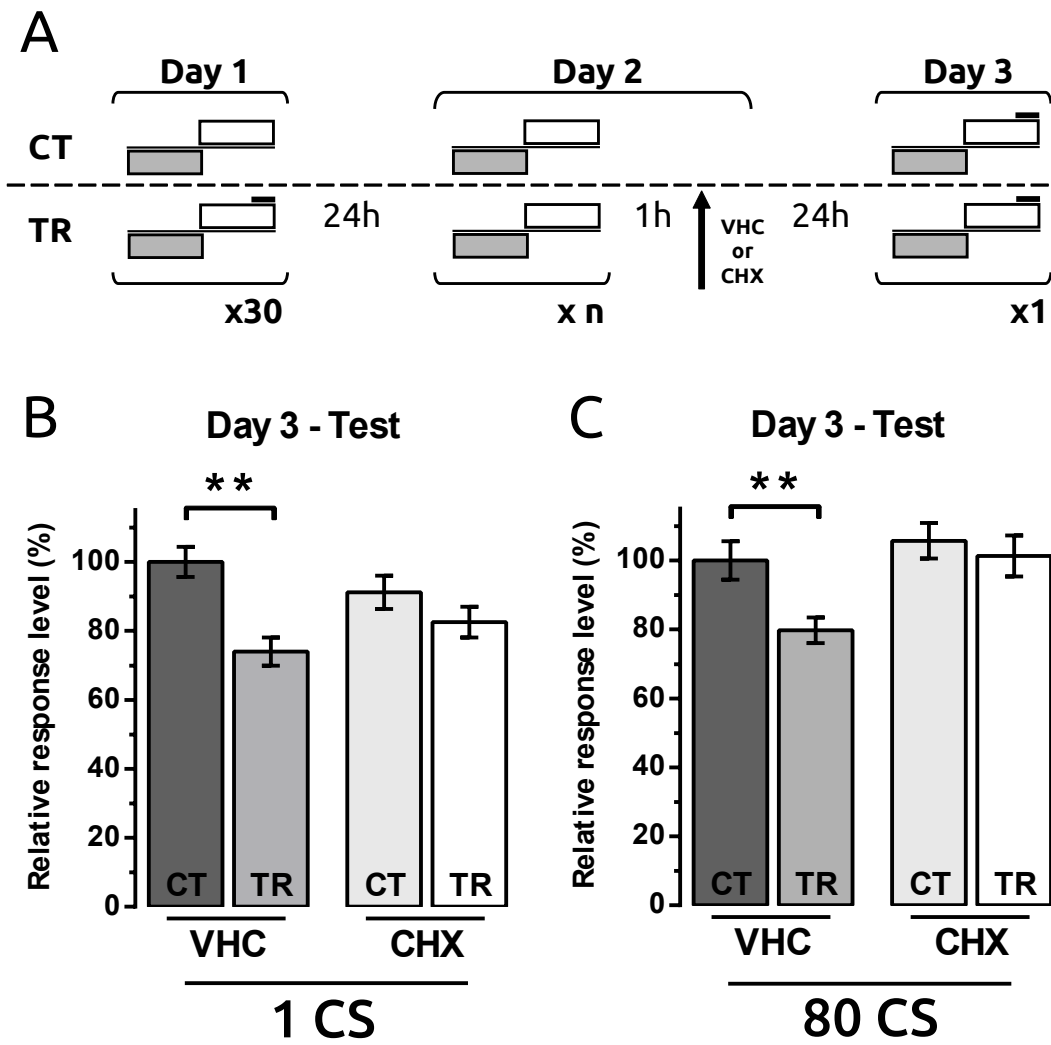 A
Day 1 Day 2 Day 3
CT
TR 24h 1h VHC or CHX 24h
x30 x n x1
B
Day 3 - Test
**
Relative response level (%)
100
80
60
40
20
0
CT TR CT TR
VHC CHX
1 CS
C
Day 3 - Test
**
Relative response level (%)
100
80
60
40
20
0
CT TR CT TR
VHC CHX
80 CS